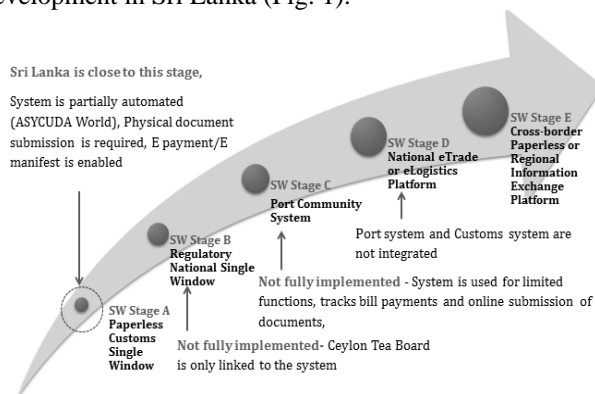 evelopment in Sri Lanka (Fig. 1).
Sri Lanka is close to this stage,
System is partially automated
(ASYCUDA World), Physical document
submission is required, E payment/E
manifest is enabled
SW Stage A
Paperless
Customs
Single
Window
SW Stage B
Regulatory
National Single
Window
Not fully implemented- Ceylon Tea Board
is only linked to the system
SW Stage C
Port Community
System
Not fully implemented - System is used for limited
functions, tracks bill payments and online submission of
documents,
SW Stage D
National eTrade
or eLogistics
Platform
Port system and Customs system are
not integrated
SW Stage E
Cross-border
Paperless or
Regional
Information
Exchange
Platform